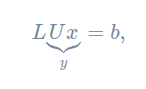 LUx = b,
y